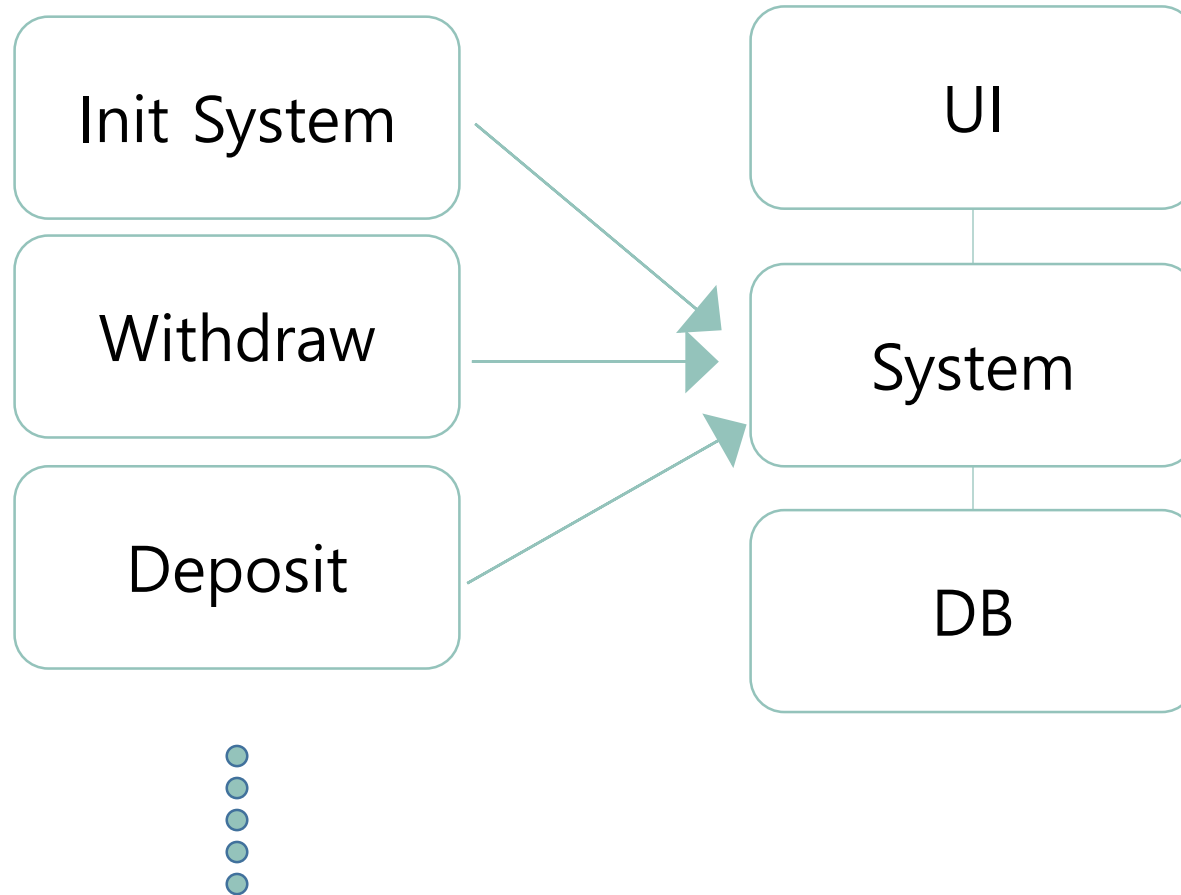 Init System
Withdraw
Deposit
UI
System
DB